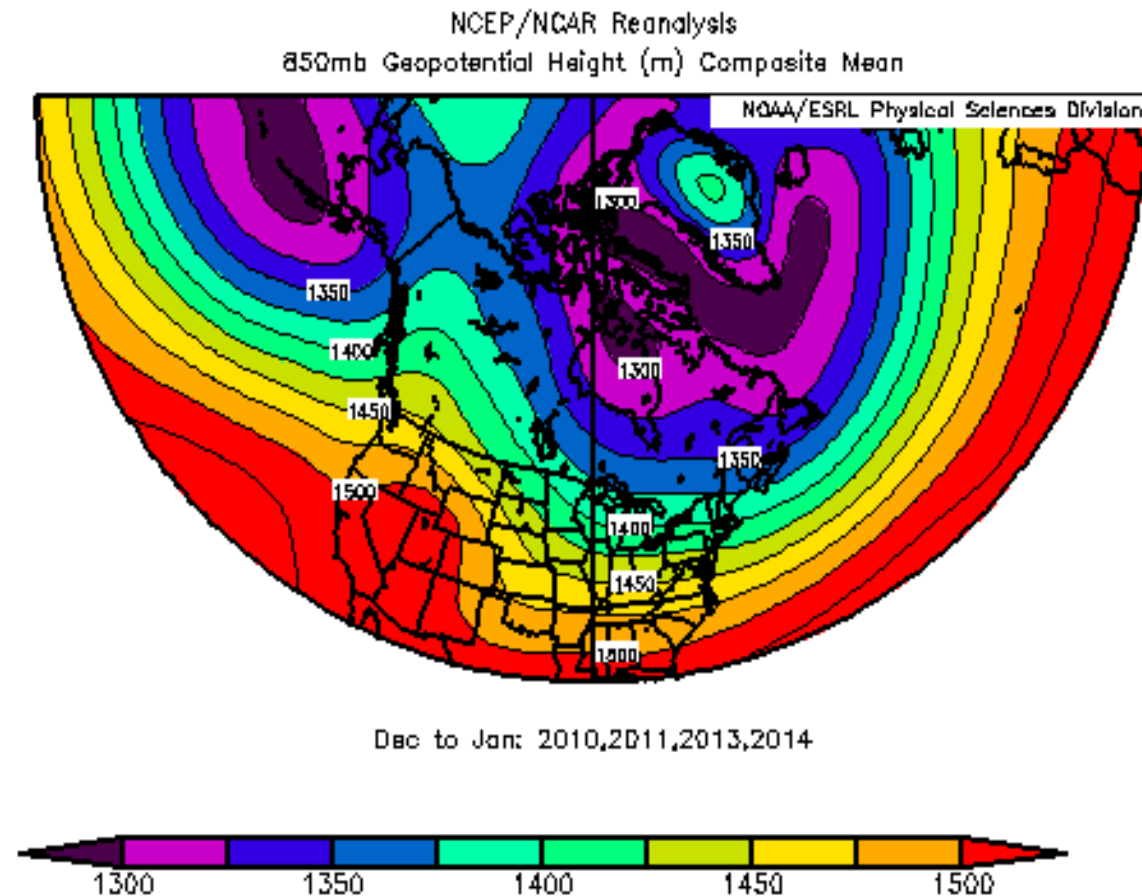 NCEP/NCAR Reanalysis
850mb Geopotential Height (m) Composite Mean
NOAA/ESRL Physical Sciences Division
1300
1350
1350
1400
1300
1450
1350
1500
1400
1450
1500
Dec to Jan: 2010,2011,2013,2014
1300 1350 1400 1450 1500